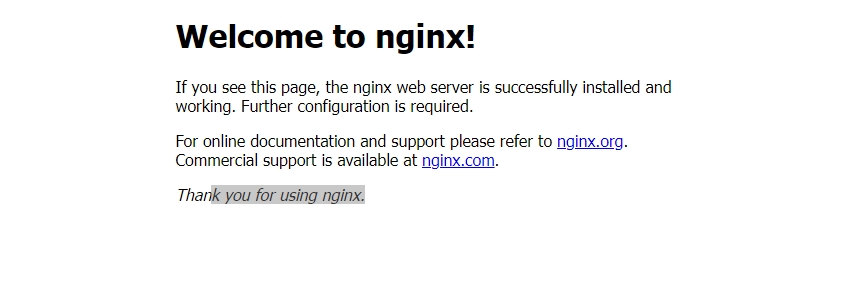 Welcome to nginx!
If you see this page, the nginx web server is successfully installed and
working. Further configuration is required.
For online documentation and support please refer to nginx.org.
Commercial support is available at nginx.com.
Thank you for using nginx.